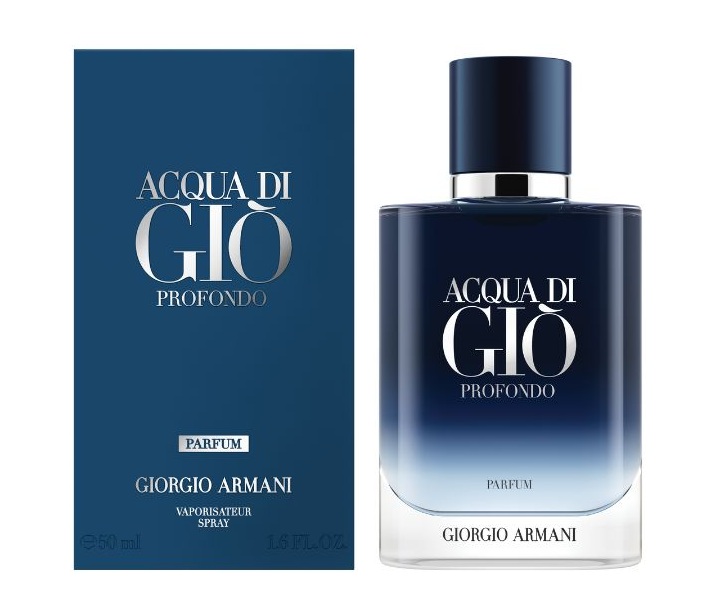 ACQUA DI
GIÒ
PROFONDO
PARFUM
GIORGIO ARMANI
VAPORISATEUR
SPRAY
℮50 ml 1.6 FL.OZ.
ACQUA DI
GIÒ
PROFONDO
PARFUM
GIORGIO ARMANI